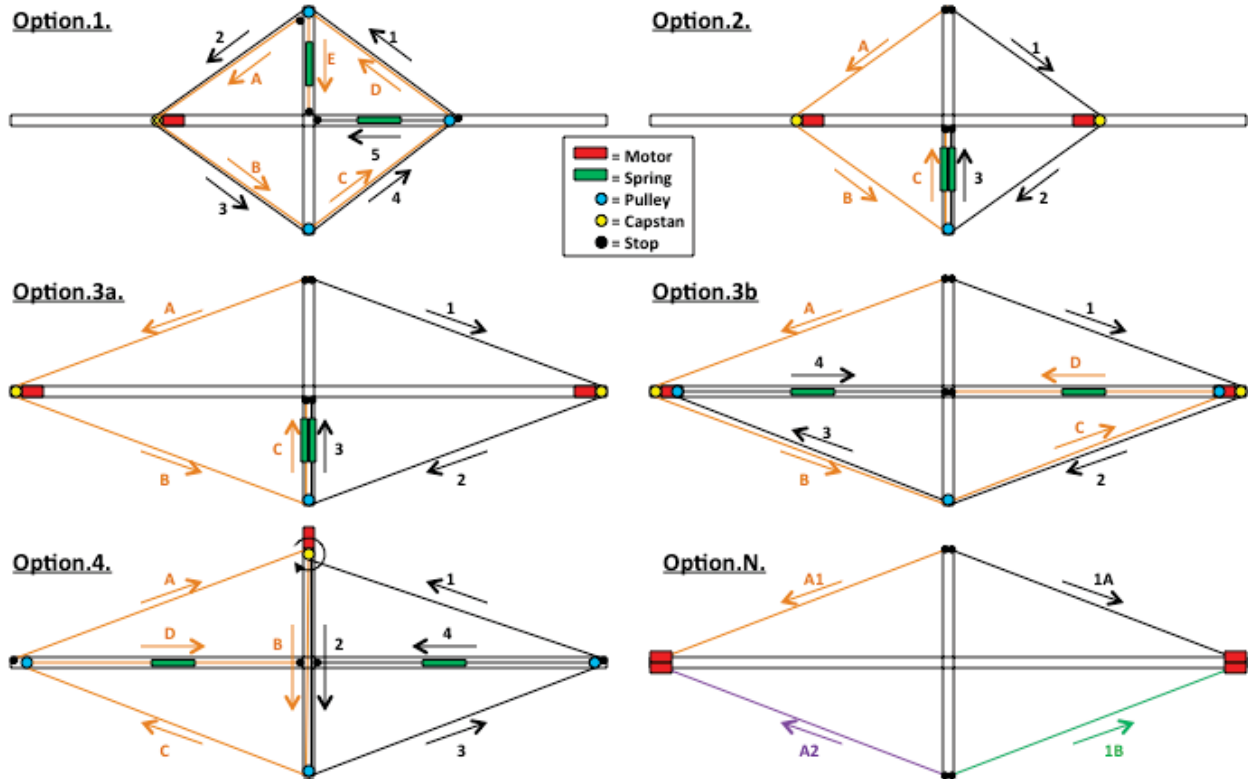 Option.1.
2
1
A
E
D
5
B
C
3
4
= Motor
= Spring
= Pulley
= Capstan
= Stop
Option.2.
A
1
C
3
B
2
Option.3a.
A
1
C
3
B
2
Option.3b
A
1
4
D
3
C
B
2
Option.4.
A
1
D
B
2
4
C
3
Option.N.
A1
1A
A2
1B